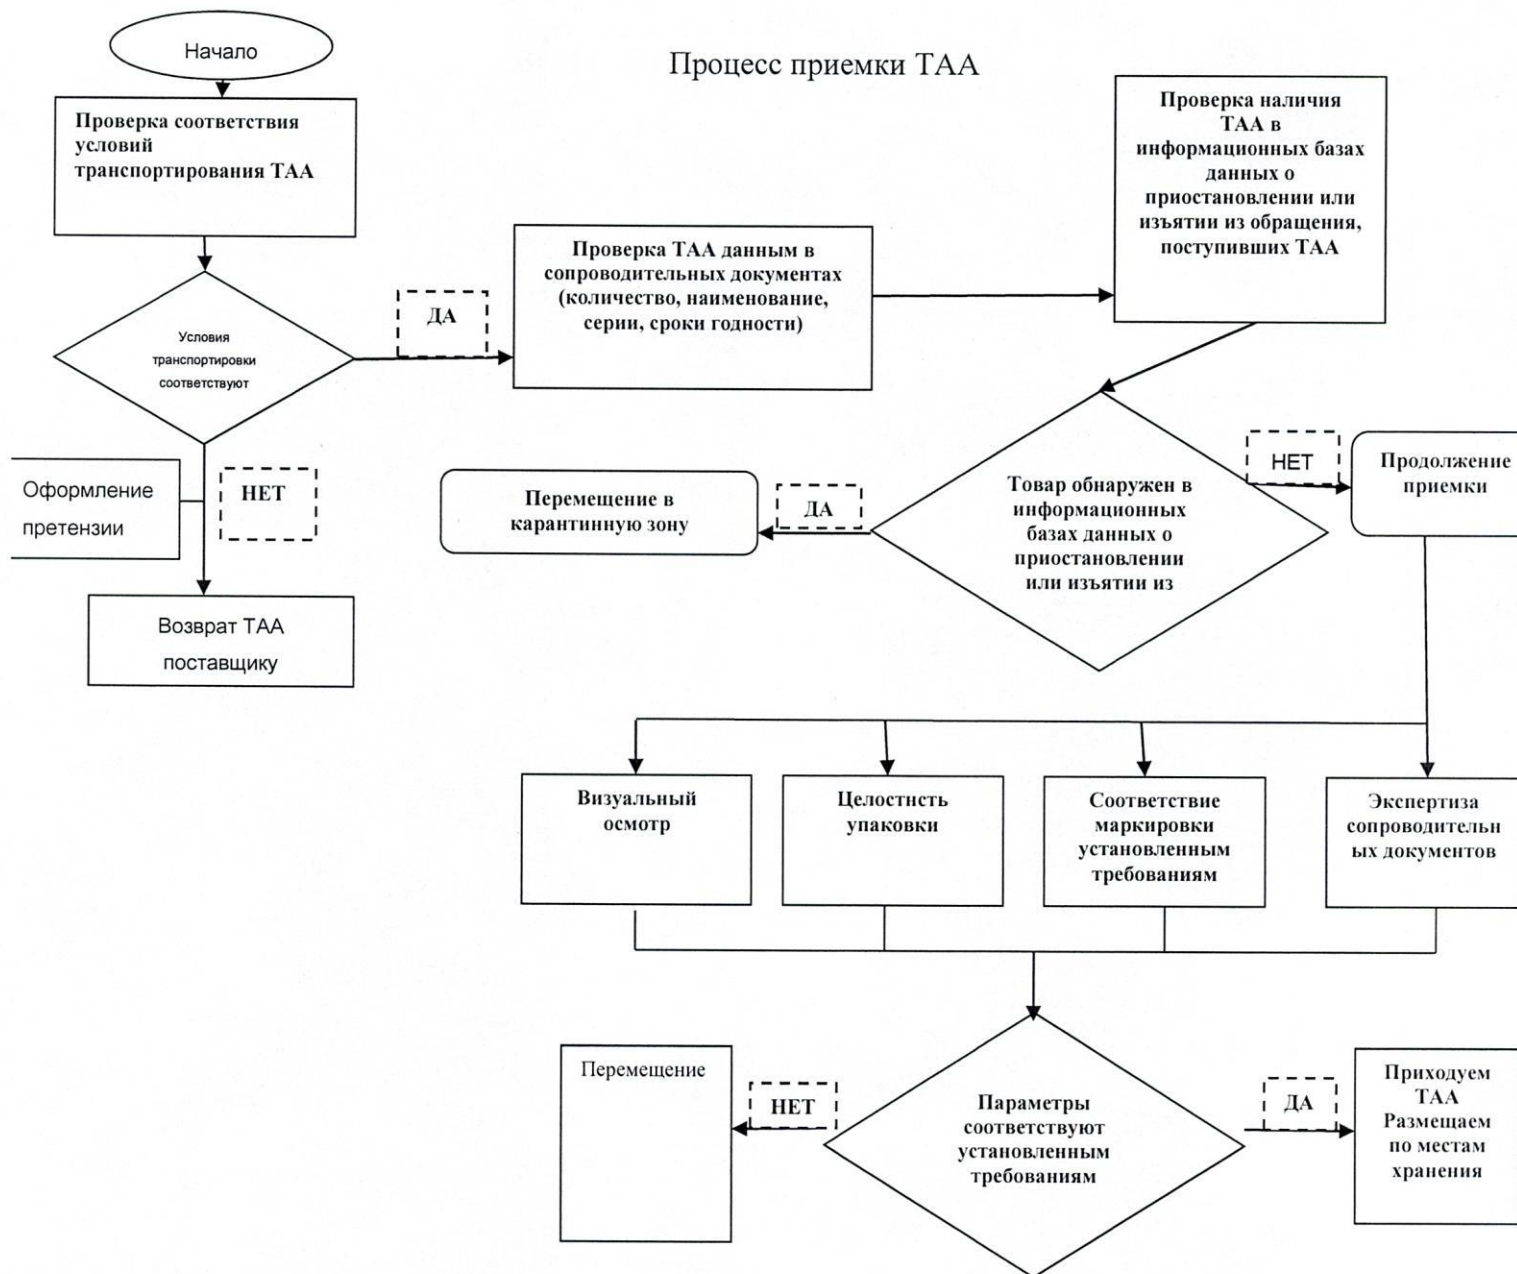 Начало
Процесс приемки ТАА
Проверка соответствия
условий
транспортирования ТАА
Проверка наличия
ТАА в
информационных базах
данных о
приостановлении или
изъятии из обращения,
поступивших ТАА
Проверка ТАА данным в
сопроводительных документах
(количество, наименование,
серии, сроки годности)
ДА
Условия
транспортировки
соответствуют
НЕТ
Оформление
претензии
Возврат ТАА
поставщику
Товар обнаружен в
информационных
базах данных о
приостановлении
или изъятии из
НЕТ
Продолжение
приемки
ДА
Перемещение в
карантинную зону
Визуальный
осмотр
Целостнсть
упаковки
Соответствие
маркировки
установленным
требованиям
Экспертиза
сопроводительн
ых документов
Параметры
соответствуют
установленным
требованиям
НЕТ
Перемещение
ДА
Приходуем
ТАА
Размещаем
по местам
хранения